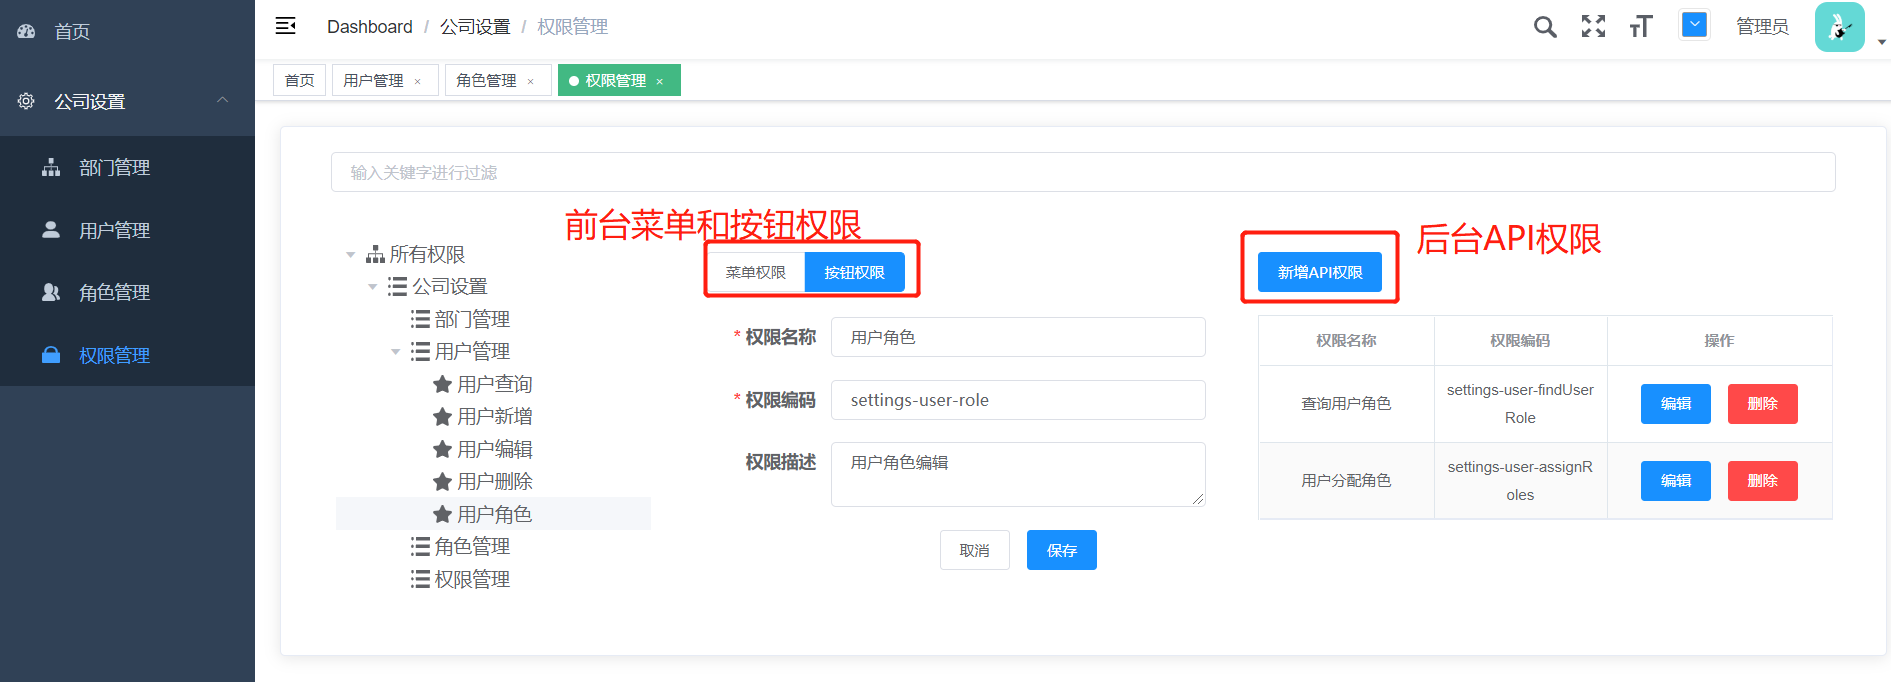 首页
公司设置
部门管理
用户管理
角色管理
权限管理
Dashboard / 公司设置 / 权限管理
管理员
首页 用户管理 × 角色管理 × 权限管理 ×
输入关键字进行过滤
前台菜单和按钮权限
后台API权限
所有权限
公司设置
部门管理
用户管理
用户查询
用户新增
用户编辑
用户删除
用户角色
角色管理
权限管理
菜单权限 按钮权限
* 权限名称 用户角色
* 权限编码 settings-user-role
权限描述 用户角色编辑
取消 保存
新增API权限
权限名称 权限编码 操作
查询用户角色 settings-user-findUser
Role 编辑 删除
用户分配角色 settings-user-assignR
oles 编辑 删除